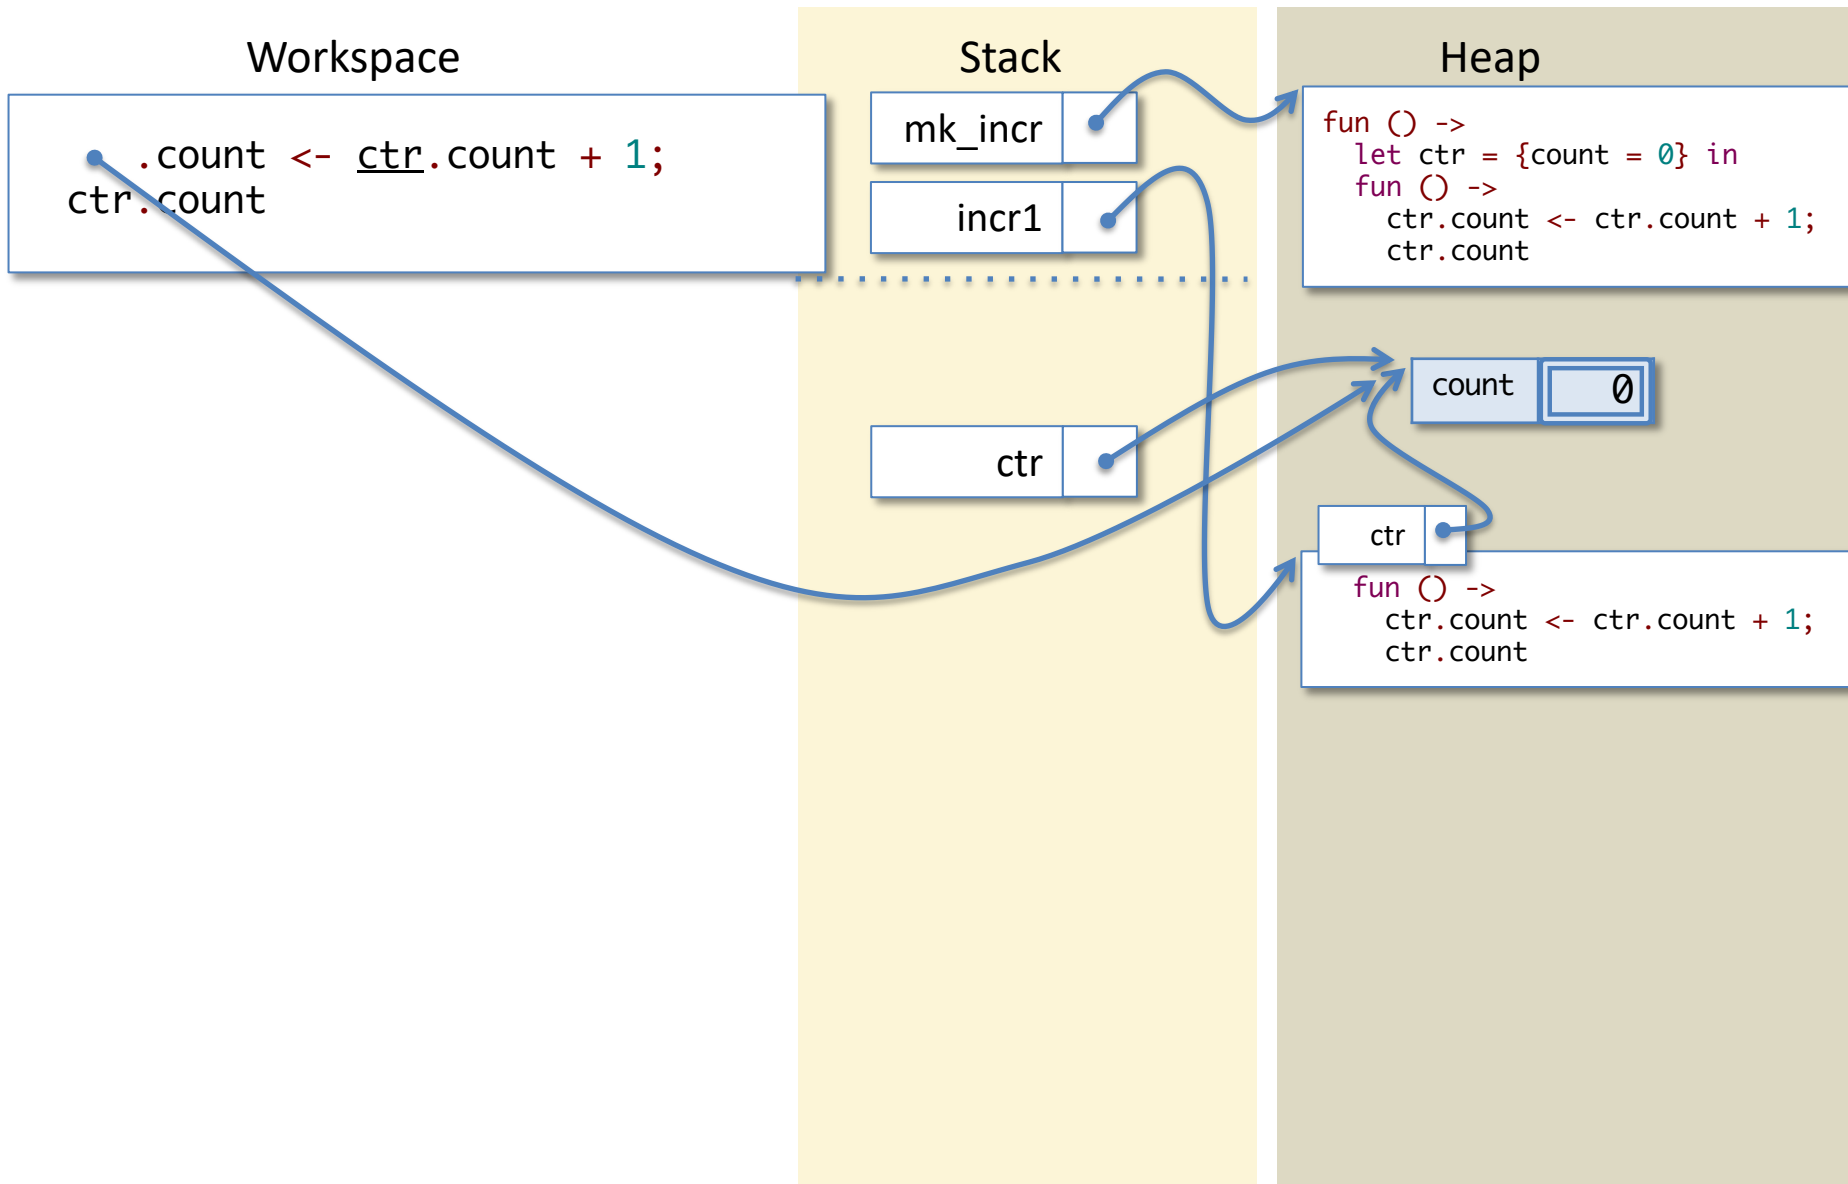 Workspace
.count <- ctr.count + 1;
ctr.count
Stack
mk_incr
incr1
ctr
Heap
fun () ->
let ctr = {count = 0} in
fun () ->
ctr.count <- ctr.count + 1;
ctr.count
count 0
ctr
fun () ->
ctr.count <- ctr.count + 1;
ctr.count